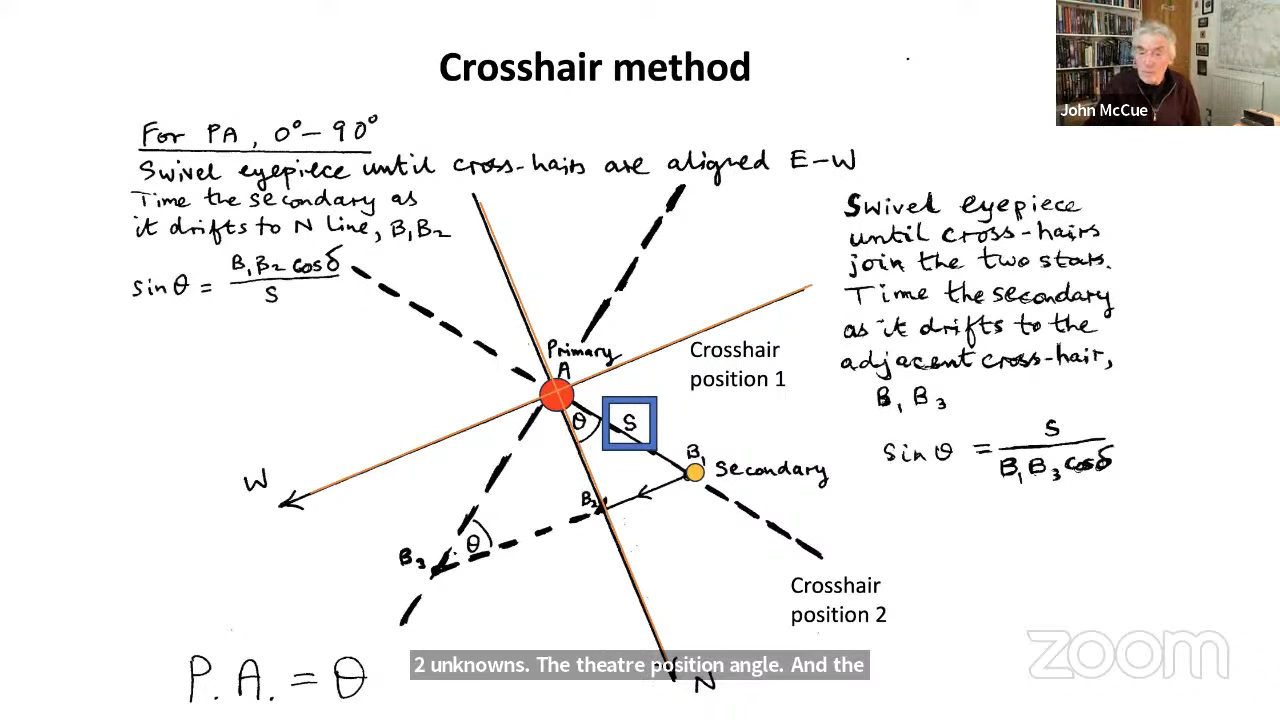 Crosshair method
John McCue
For PA, 0° – 90°
Swivel eyepiece until cross-hairs are aligned E-W
Time the secondary as
it drifts to N line, B₁B₂
sin θ = B₁B₂ cos δ / S
Swivel eyepiece
until cross-hairs
join the two stars.
Time the secondary
as it drifts to the
adjacent cross-hair,
B₁ B₃
sin θ = S / B₁B₃ cos δ
Primary
A
Crosshair
position 1
θ
S
B₁
Secondary
W
B₂
θ
B₃
Crosshair
position 2
P. A. = θ
2 unknowns. The theatre position angle. And the
N
zoom